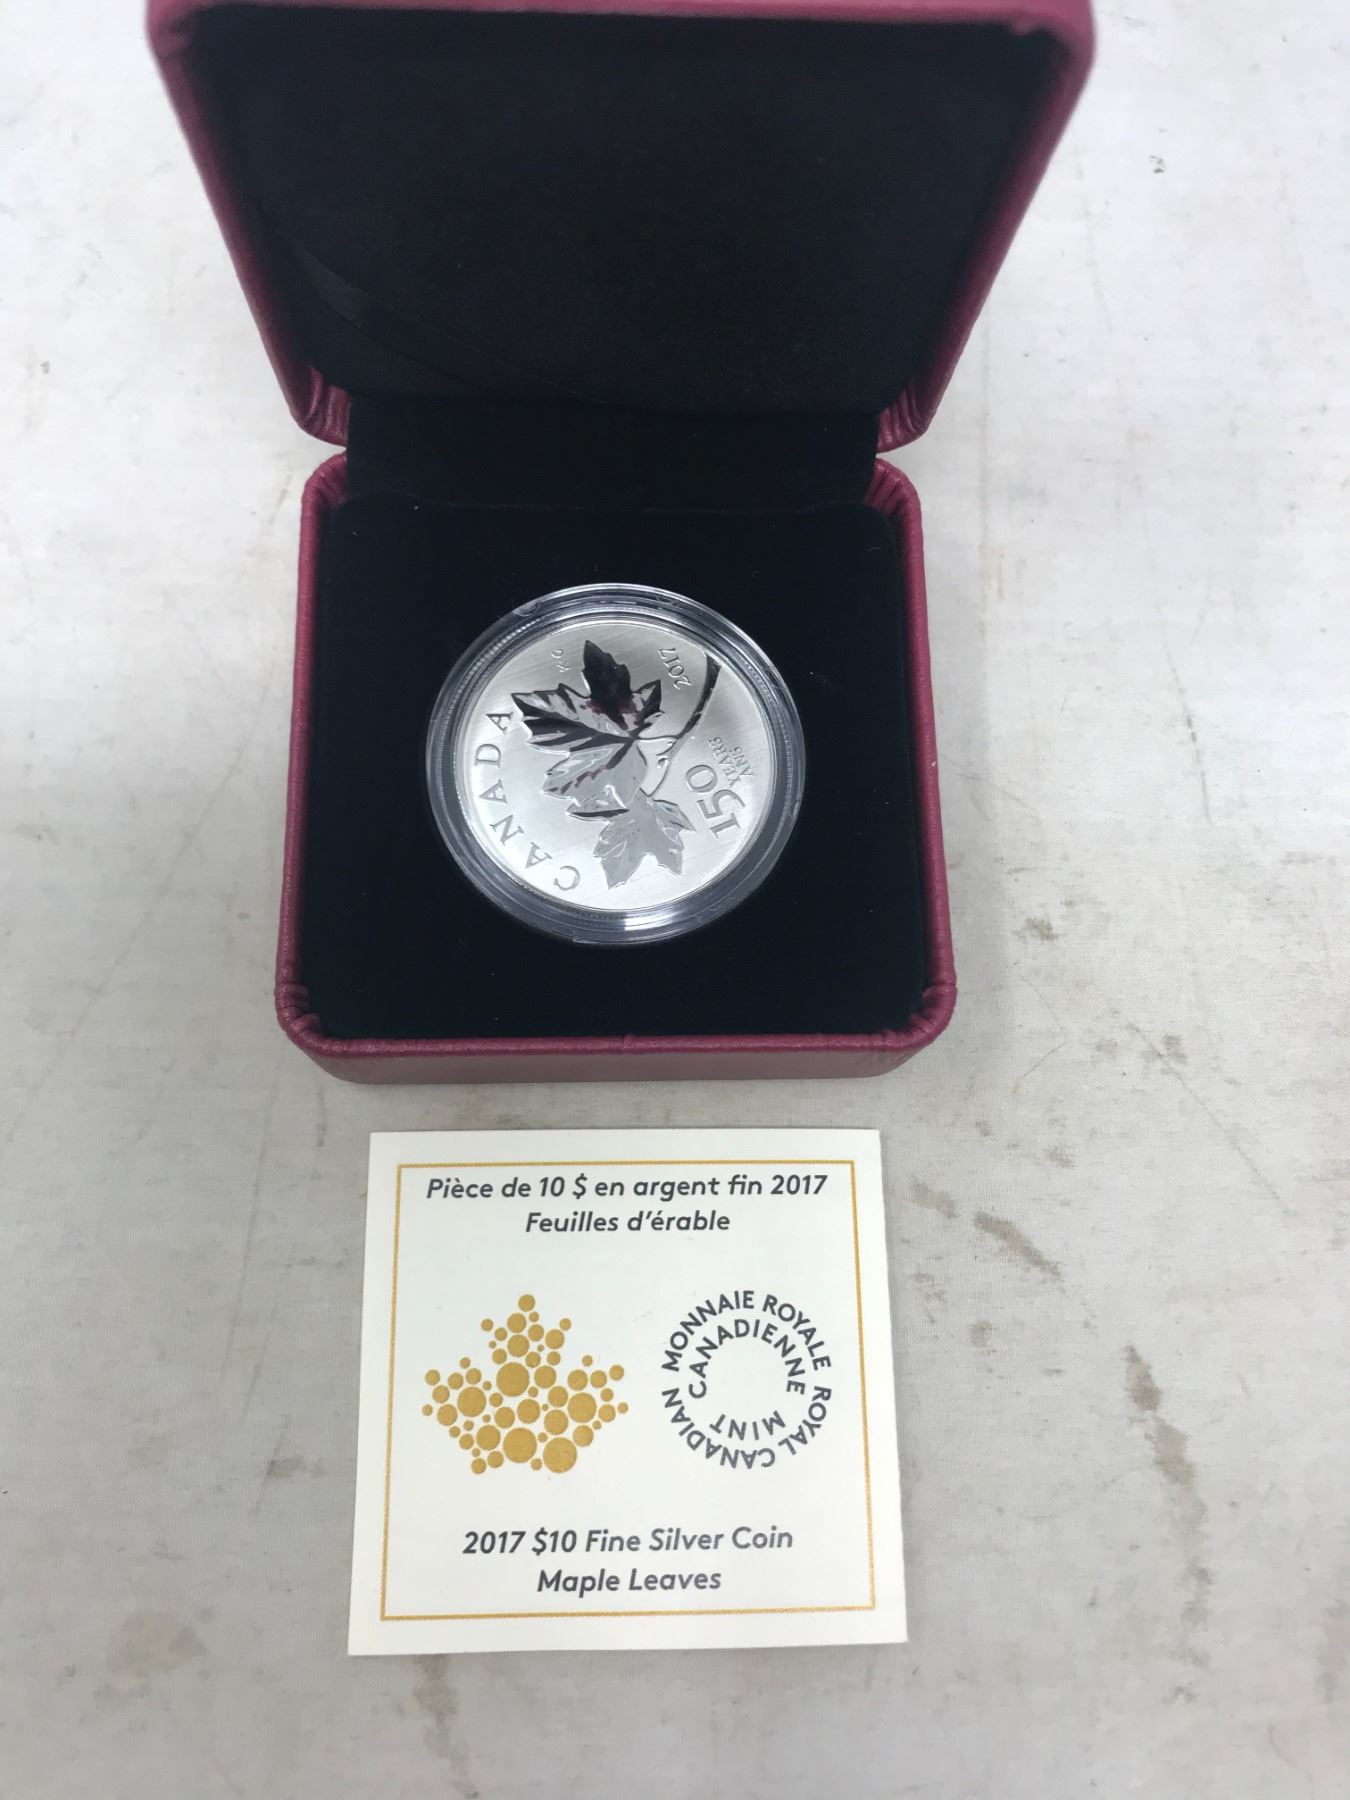 CANADA
2017
150
YEARS
ANS
Pièce de 10 $ en argent fin 2017
Feuilles d'érable
MONNAIE ROYALE
CANADIENNE
ROYAL CANADIAN
MINT
2017 $10 Fine Silver Coin
Maple Leaves